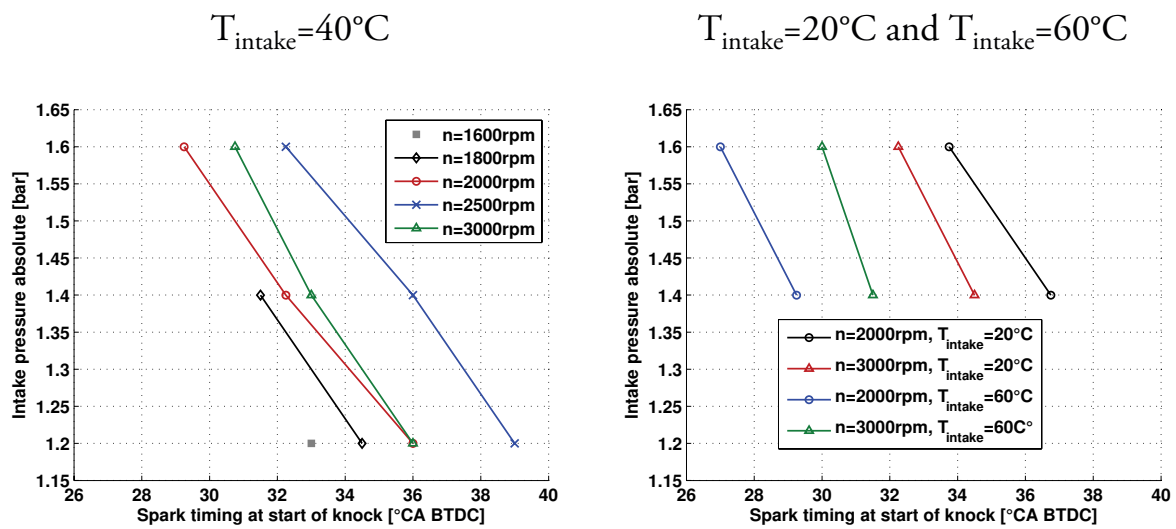 T_intake=40°C
1.65
1.6
1.55
1.5
1.45
1.4
1.35
1.3
1.25
1.2
1.15
Intake pressure absolute [bar]
n=1600rpm
n=1800rpm
n=2000rpm
n=2500rpm
n=3000rpm
26 28 30 32 34 36 38 40
Spark timing at start of knock [°CA BTDC]
T_intake=20°C and T_intake=60°C
1.65
1.6
1.55
1.5
1.45
1.4
1.35
1.3
1.25
1.2
1.15
Intake pressure absolute [bar]
n=2000rpm, T_intake=20°C
n=3000rpm, T_intake=20°C
n=2000rpm, T_intake=60°C
n=3000rpm, T_intake=60C°
26 28 30 32 34 36 38 40
Spark timing at start of knock [°CA BTDC]